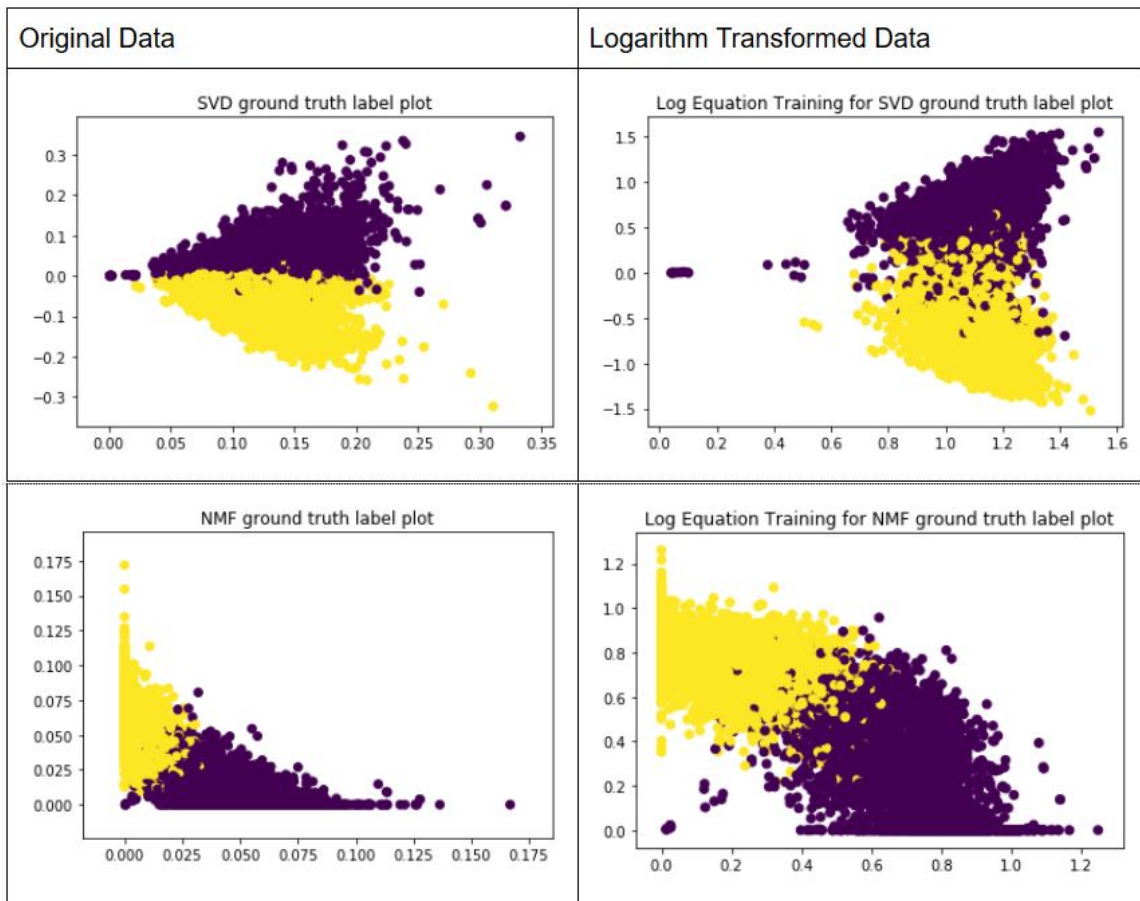 Original Data
Logarithm Transformed Data
SVD ground truth label plot
0.3
0.2
0.1
0.0
−0.1
−0.2
−0.3
0.00 0.05 0.10 0.15 0.20 0.25 0.30 0.35
Log Equation Training for SVD ground truth label plot
1.5
1.0
0.5
0.0
−0.5
−1.0
−1.5
0.0 0.2 0.4 0.6 0.8 1.0 1.2 1.4 1.6
NMF ground truth label plot
0.175
0.150
0.125
0.100
0.075
0.050
0.025
0.000
0.000 0.025 0.050 0.075 0.100 0.125 0.150 0.175
Log Equation Training for NMF ground truth label plot
1.2
1.0
0.8
0.6
0.4
0.2
0.0
0.0 0.2 0.4 0.6 0.8 1.0 1.2